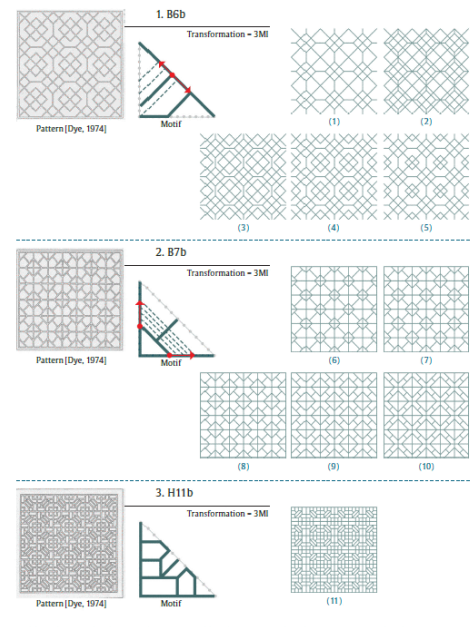 1. B6b
Transformation = 3MI
Pattern [Dye, 1974]
Motif
(1)
(2)
(3)
(4)
(5)
2. B7b
Transformation = 3MI
Pattern [Dye, 1974]
Motif
(6)
(7)
(8)
(9)
(10)
3. H11b
Transformation = 3MI
Pattern [Dye, 1974]
Motif
(11)